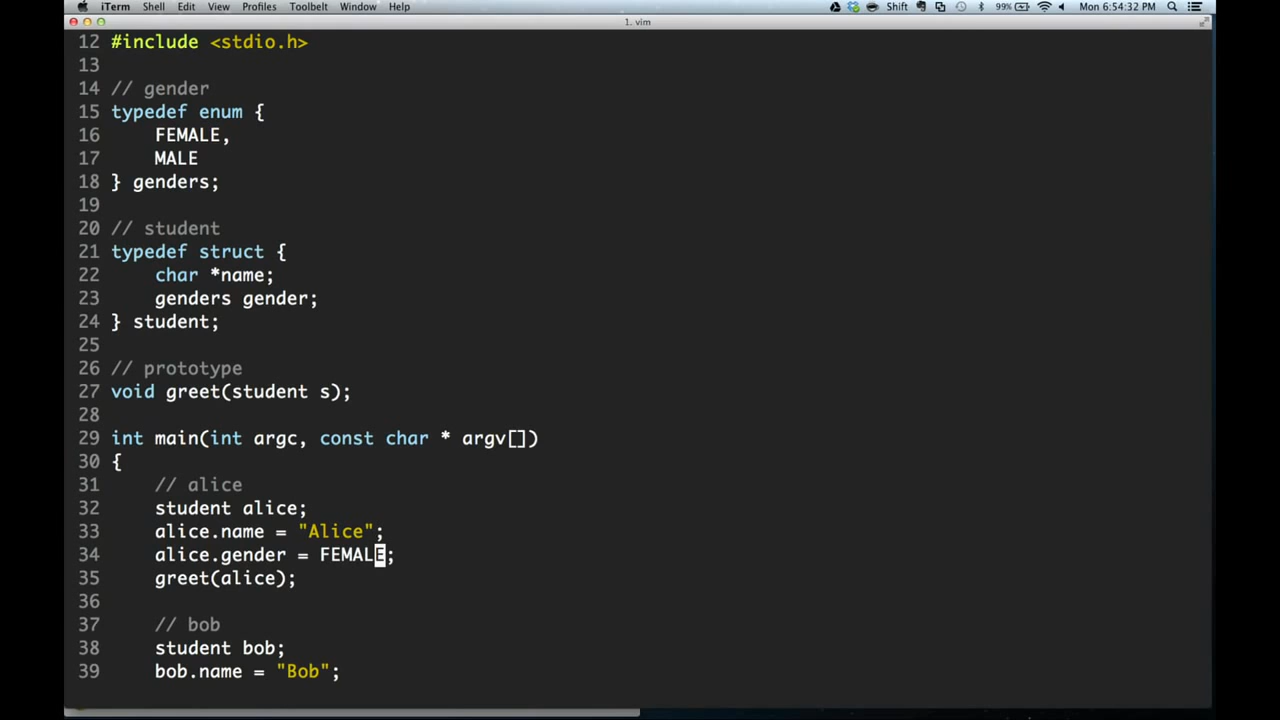 iTerm Shell Edit View Profiles Toolbelt Window Help Shift 99% Mon 6:54:32 PM
1. vim
12 #include <stdio.h>
13
14 // gender
15 typedef enum {
16 FEMALE,
17 MALE
18 } genders;
19
20 // student
21 typedef struct {
22 char *name;
23 genders gender;
24 } student;
25
26 // prototype
27 void greet(student s);
28
29 int main(int argc, const char * argv[])
30 {
31 // alice
32 student alice;
33 alice.name = "Alice";
34 alice.gender = FEMALE;
35 greet(alice);
36
37 // bob
38 student bob;
39 bob.name = "Bob";